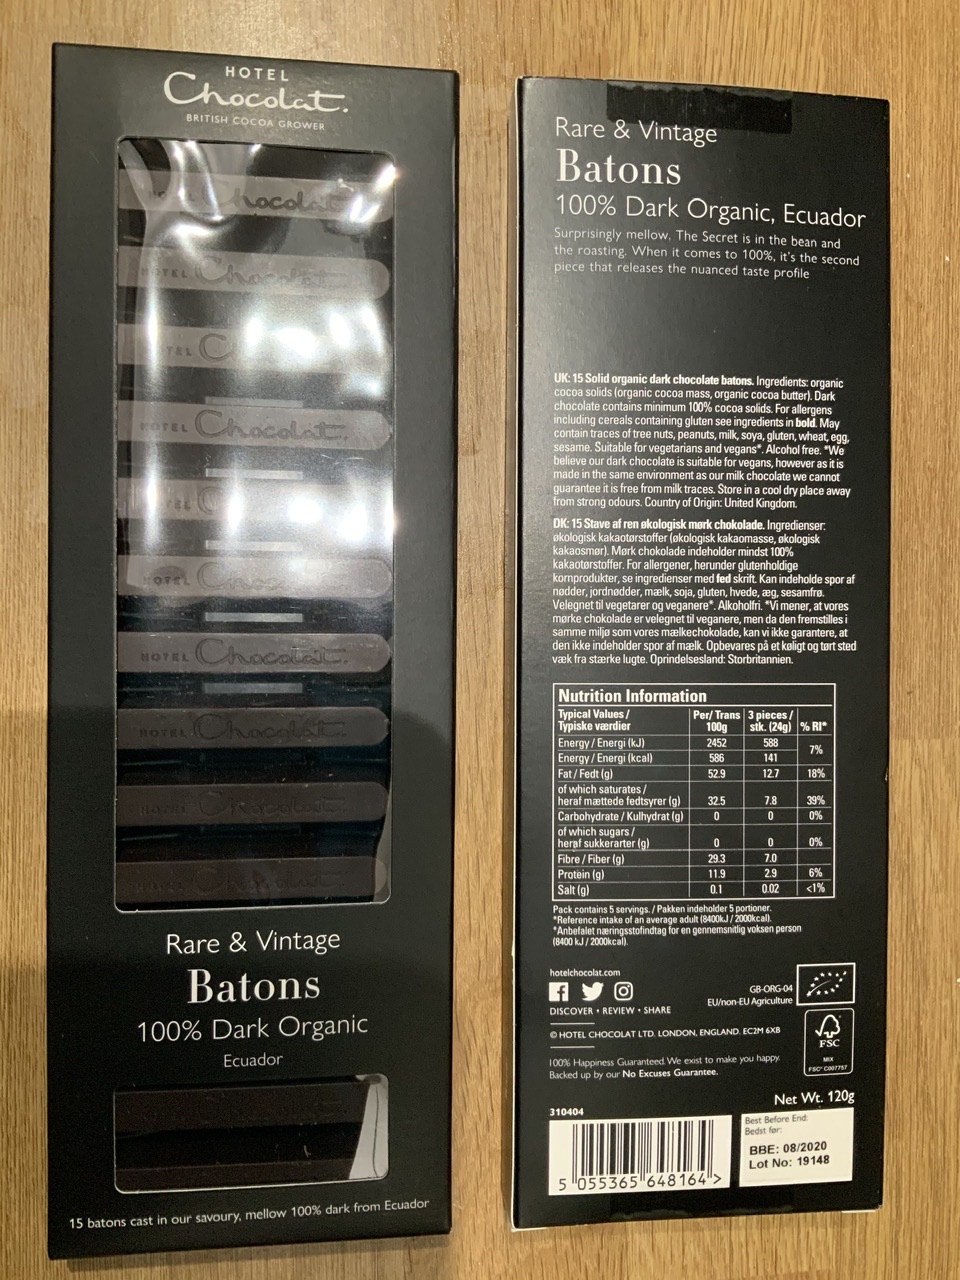 HOTEL
Chocolat.
BRITISH COCOA GROWER
Chocolat.
HOTEL Chocolat.
HOTEL Chocolat.
HOTEL
HOTEL Chocolat.
HOTEL Chocolat.
HOTEL Chocolat.
Rare & Vintage
Batons
100% Dark Organic
Ecuador
15 batons cast in our savoury, mellow 100% dark from Ecuador
Rare & Vintage
Batons
100% Dark Organic, Ecuador
Surprisingly mellow. The Secret is in the bean and
the roasting. When it comes to 100%, it's the second
piece that releases the nuanced taste profile
UK: 15 Solid organic dark chocolate batons. Ingredients: organic
cocoa solids (organic cocoa mass, organic cocoa butter). Dark
chocolate contains minimum 100% cocoa solids. For allergens
including cereals containing gluten see ingredients in bold. May
contain traces of tree nuts, peanuts, milk, soya, gluten, wheat, egg,
sesame. Suitable for vegetarians and vegans*. Alcohol free. *We
believe our dark chocolate is suitable for vegans, however as it is
made in the same environment as our milk chocolate we cannot
guarantee it is free from milk traces. Store in a cool dry place away
from strong odours. Country of Origin: United Kingdom.
DK: 15 Stave af ren økologisk mørk chokolade. Ingredienser:
økologisk kakaotørstoffer (økologisk kakaomasse, økologisk
kakaosmør). Mørk chokolade indeholder mindst 100%
kakaotørstoffer. For allergener, herunder glutenholdige
kornprodukter, se ingredienser med fed skrift. Kan indeholde spor af
nødder, jordnødder, mælk, soja, gluten, hvede, æg, sesamfrø.
Velegnet til vegetarer og veganere*. Alkoholfri. *Vi mener, at vores
mørke chokolade er velegnet til veganere, men da den fremstilles i
samme miljø som vores mælkechokolade, kan vi ikke garantere, at
den ikke indeholder spor af mælk. Opbevares på et køligt og tørt sted
væk fra stærke lugte. Oprindelsesland: Storbritannien.
Nutrition Information
Typical Values / Typiske værdier Per/ Trans 100g 3 pieces / stk. (24g) % RI*
Energy / Energi (kJ) 2452 588 7%
Energy / Energi (kcal) 586 141
Fat / Fedt (g) 52.9 12.7 18%
of which saturates /
heraf mættede fedtsyrer (g) 32.5 7.8 39%
Carbohydrate / Kulhydrat (g) 0 0 0%
of which sugars /
heraf sukkerarter (g) 0 0 0%
Fibre / Fiber (g) 29.3 7.0
Protein (g) 11.9 2.9 6%
Salt (g) 0.1 0.02 <1%
Pack contains 5 servings. / Pakken indeholder 5 portioner.
*Reference intake of an average adult (8400kJ / 2000kcal).
*Anbefalet næringsstofindtag for en gennemsnitlig voksen person
(8400 kJ / 2000kcal).
hotelchocolat.com
DISCOVER • REVIEW • SHARE
GB-ORG-04
EU/non-EU Agriculture
© HOTEL CHOCOLAT LTD. LONDON, ENGLAND. EC2M 6XB
FSC
MIX
FSC® C007757
100% Happiness Guaranteed. We exist to make you happy.
Backed up by our No Excuses Guarantee.
Net Wt. 120g
310404
5 055365 648164 >
Best Before End:
Bedst før:
BBE: 08/2020
Lot No: 19148